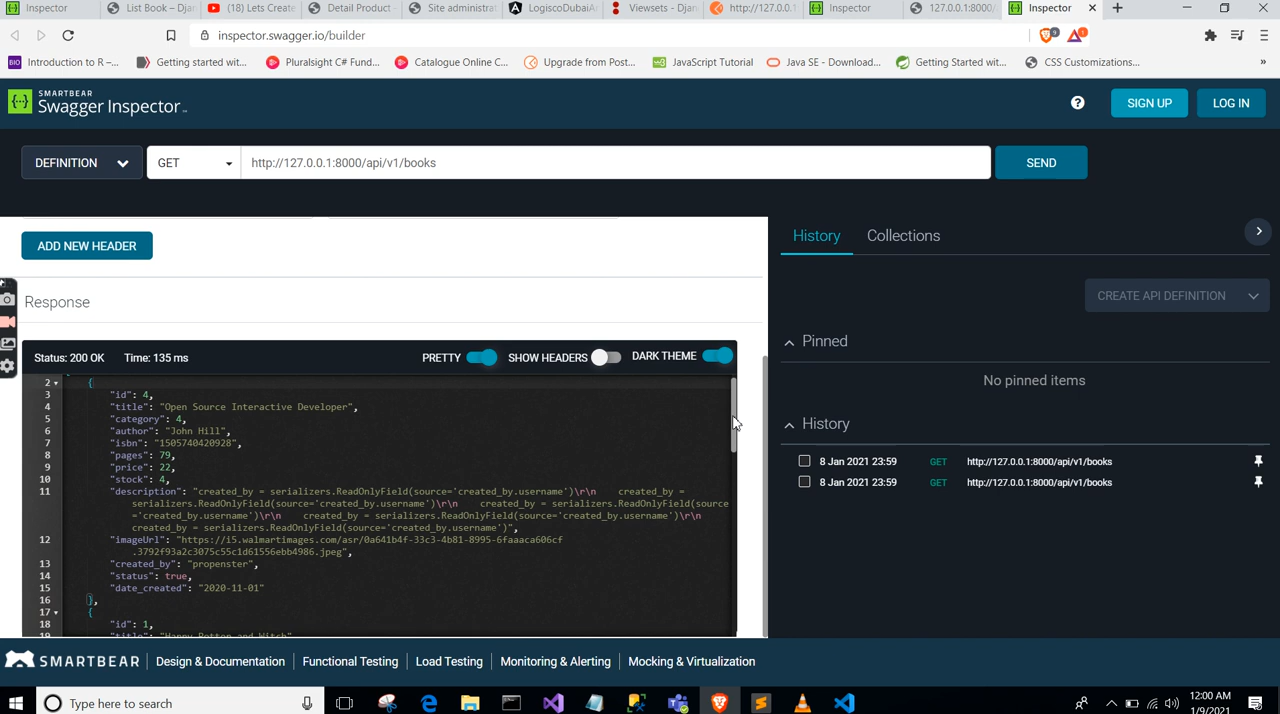 Inspector
List Book – Djan
(18) Lets Create
Detail Product -
Site administrat
LogiscoDubaiAn
Viewsets - Djan
http://127.0.0.1
Inspector
127.0.0.1:8000/
Inspector
inspector.swagger.io/builder
9
1
Introduction to R –...
Getting started wit...
Pluralsight C# Fund...
Catalogue Online C...
Upgrade from Post...
JavaScript Tutorial
Java SE - Download...
Getting Started wit...
CSS Customizations...
SMARTBEAR
Swagger Inspector
SIGN UP
LOG IN
DEFINITION
GET
http://127.0.0.1:8000/api/v1/books
SEND
ADD NEW HEADER
History
Collections
CREATE API DEFINITION
Response
Pinned
No pinned items
Status: 200 OK
Time: 135 ms
PRETTY
SHOW HEADERS
DARK THEME
2 {
3 "id": 4,
4 "title": "Open Source Interactive Developer",
5 "category": 4,
6 "author": "John Hill",
7 "isbn": "1505740420928",
8 "pages": 79,
9 "price": 22,
10 "stock": 4,
11 "description": "created_by = serializers.ReadOnlyField(source='created_by.username')\r\n created_by =
serializers.ReadOnlyField(source='created_by.username')\r\n created_by = serializers.ReadOnlyField(source
='created_by.username')\r\n created_by = serializers.ReadOnlyField(source='created_by.username')\r\n
created_by = serializers.ReadOnlyField(source='created_by.username')",
12 "imageUrl": "https://i5.walmartimages.com/asr/0a641b4f-33c3-4b81-8995-6faaaca606cf
.3792f93a2c3075c55c1d61556ebb4986.jpeg",
13 "created_by": "propenster",
14 "status": true,
15 "date_created": "2020-11-01"
16 },
17 {
18 "id": 1,
19 "title": "Happy Potter and Witch"
History
8 Jan 2021 23:59 GET http://127.0.0.1:8000/api/v1/books
8 Jan 2021 23:59 GET http://127.0.0.1:8000/api/v1/books
SMARTBEAR
Design & Documentation
Functional Testing
Load Testing
Monitoring & Alerting
Mocking & Virtualization
Type here to search
12:00 AM
1/9/2021